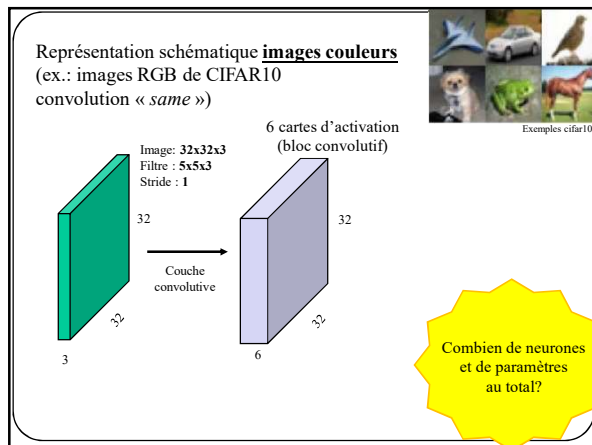 Représentation schématique images couleurs
(ex.: images RGB de CIFAR10
convolution « same »)
Exemples cifar10
6 cartes d'activation
(bloc convolutif)
Image: 32x32x3
Filtre : 5x5x3
Stride : 1
32
32
Couche
convolutive
32
32
3
6
Combien de neurones
et de paramètres
au total?